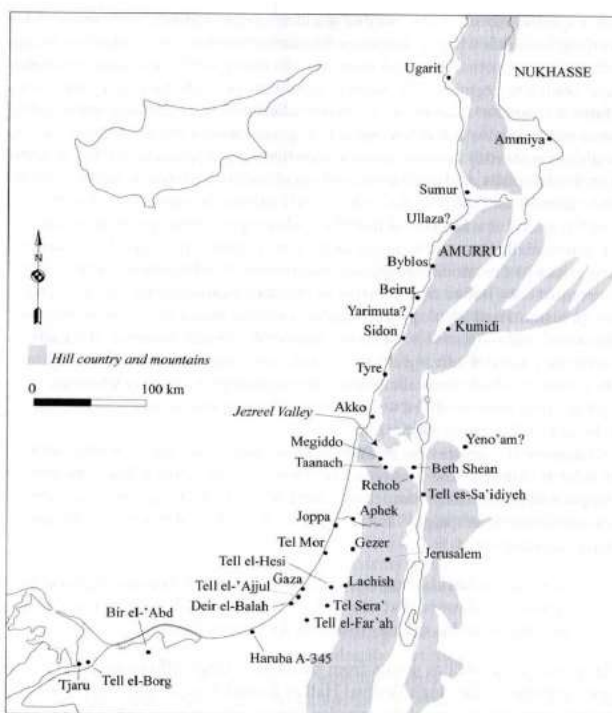 Ugarit
NUKHASSE
Ammiya
Sumur
Ullaza?
AMURRU
Byblos
Beirut
Yarimuta?
Kumidi
Sidon
N
Hill country and mountains
0 100 km
Tyre
Akko
Jezreel Valley
Megiddo
Yeno'am?
Taanach
Beth Shean
Rehob
Tell es-Sa'idiyeh
Aphek
Joppa
Tel Mor
Gezer
Jerusalem
Tell el-Hesi
Gaza
Lachish
Tell el-'Ajjul
Deir el-Balah
Tel Sera'
Bir el-'Abd
Tell el-Far'ah
Haruba A-345
Tell el-Borg
Tjaru